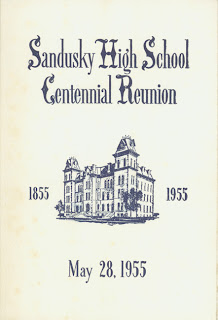 Sandusky High School
Centennial Reunion
1855
1955
May 28, 1955